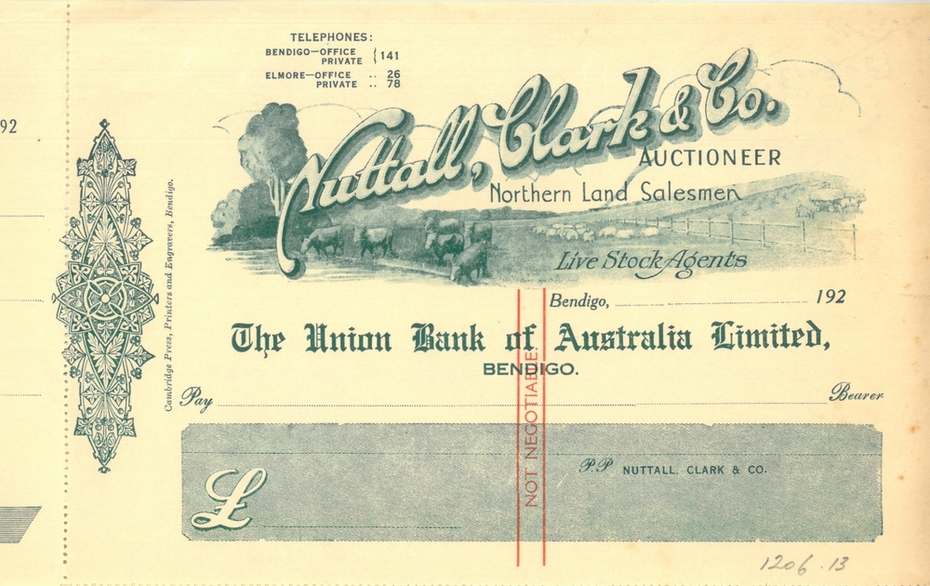 TELEPHONES:
BENDIGO—OFFICE
PRIVATE { 141
ELMORE—OFFICE .. 26
PRIVATE .. 78
92
Nuttall, Clark & Co.
AUCTIONEER
Northern Land Salesmen
Live Stock Agents
Cambridge Press, Printers and Engravers, Bendigo.
Bendigo, 192
The Union Bank of Australia Limited,
BENDIGO.
Pay Bearer
NOT NEGOTIABLE
P.P NUTTALL, CLARK & CO.
£
1206.13